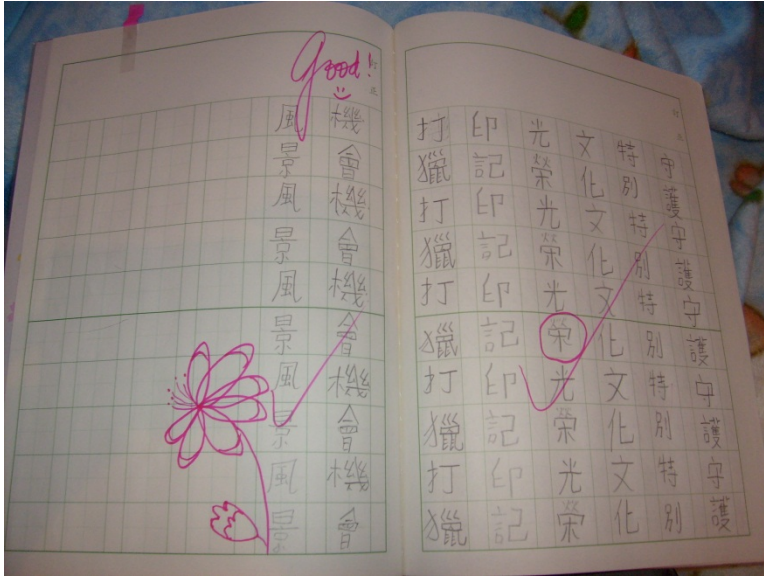 守護守護守護守護守護
特別特別特別特別特別
文化文化文化文化文化
光榮光榮光榮光榮光榮
印記印記印記印記印記
打獵打獵打獵打獵打獵
good!
機會機會機會機會機會
風景風景風景風景風景